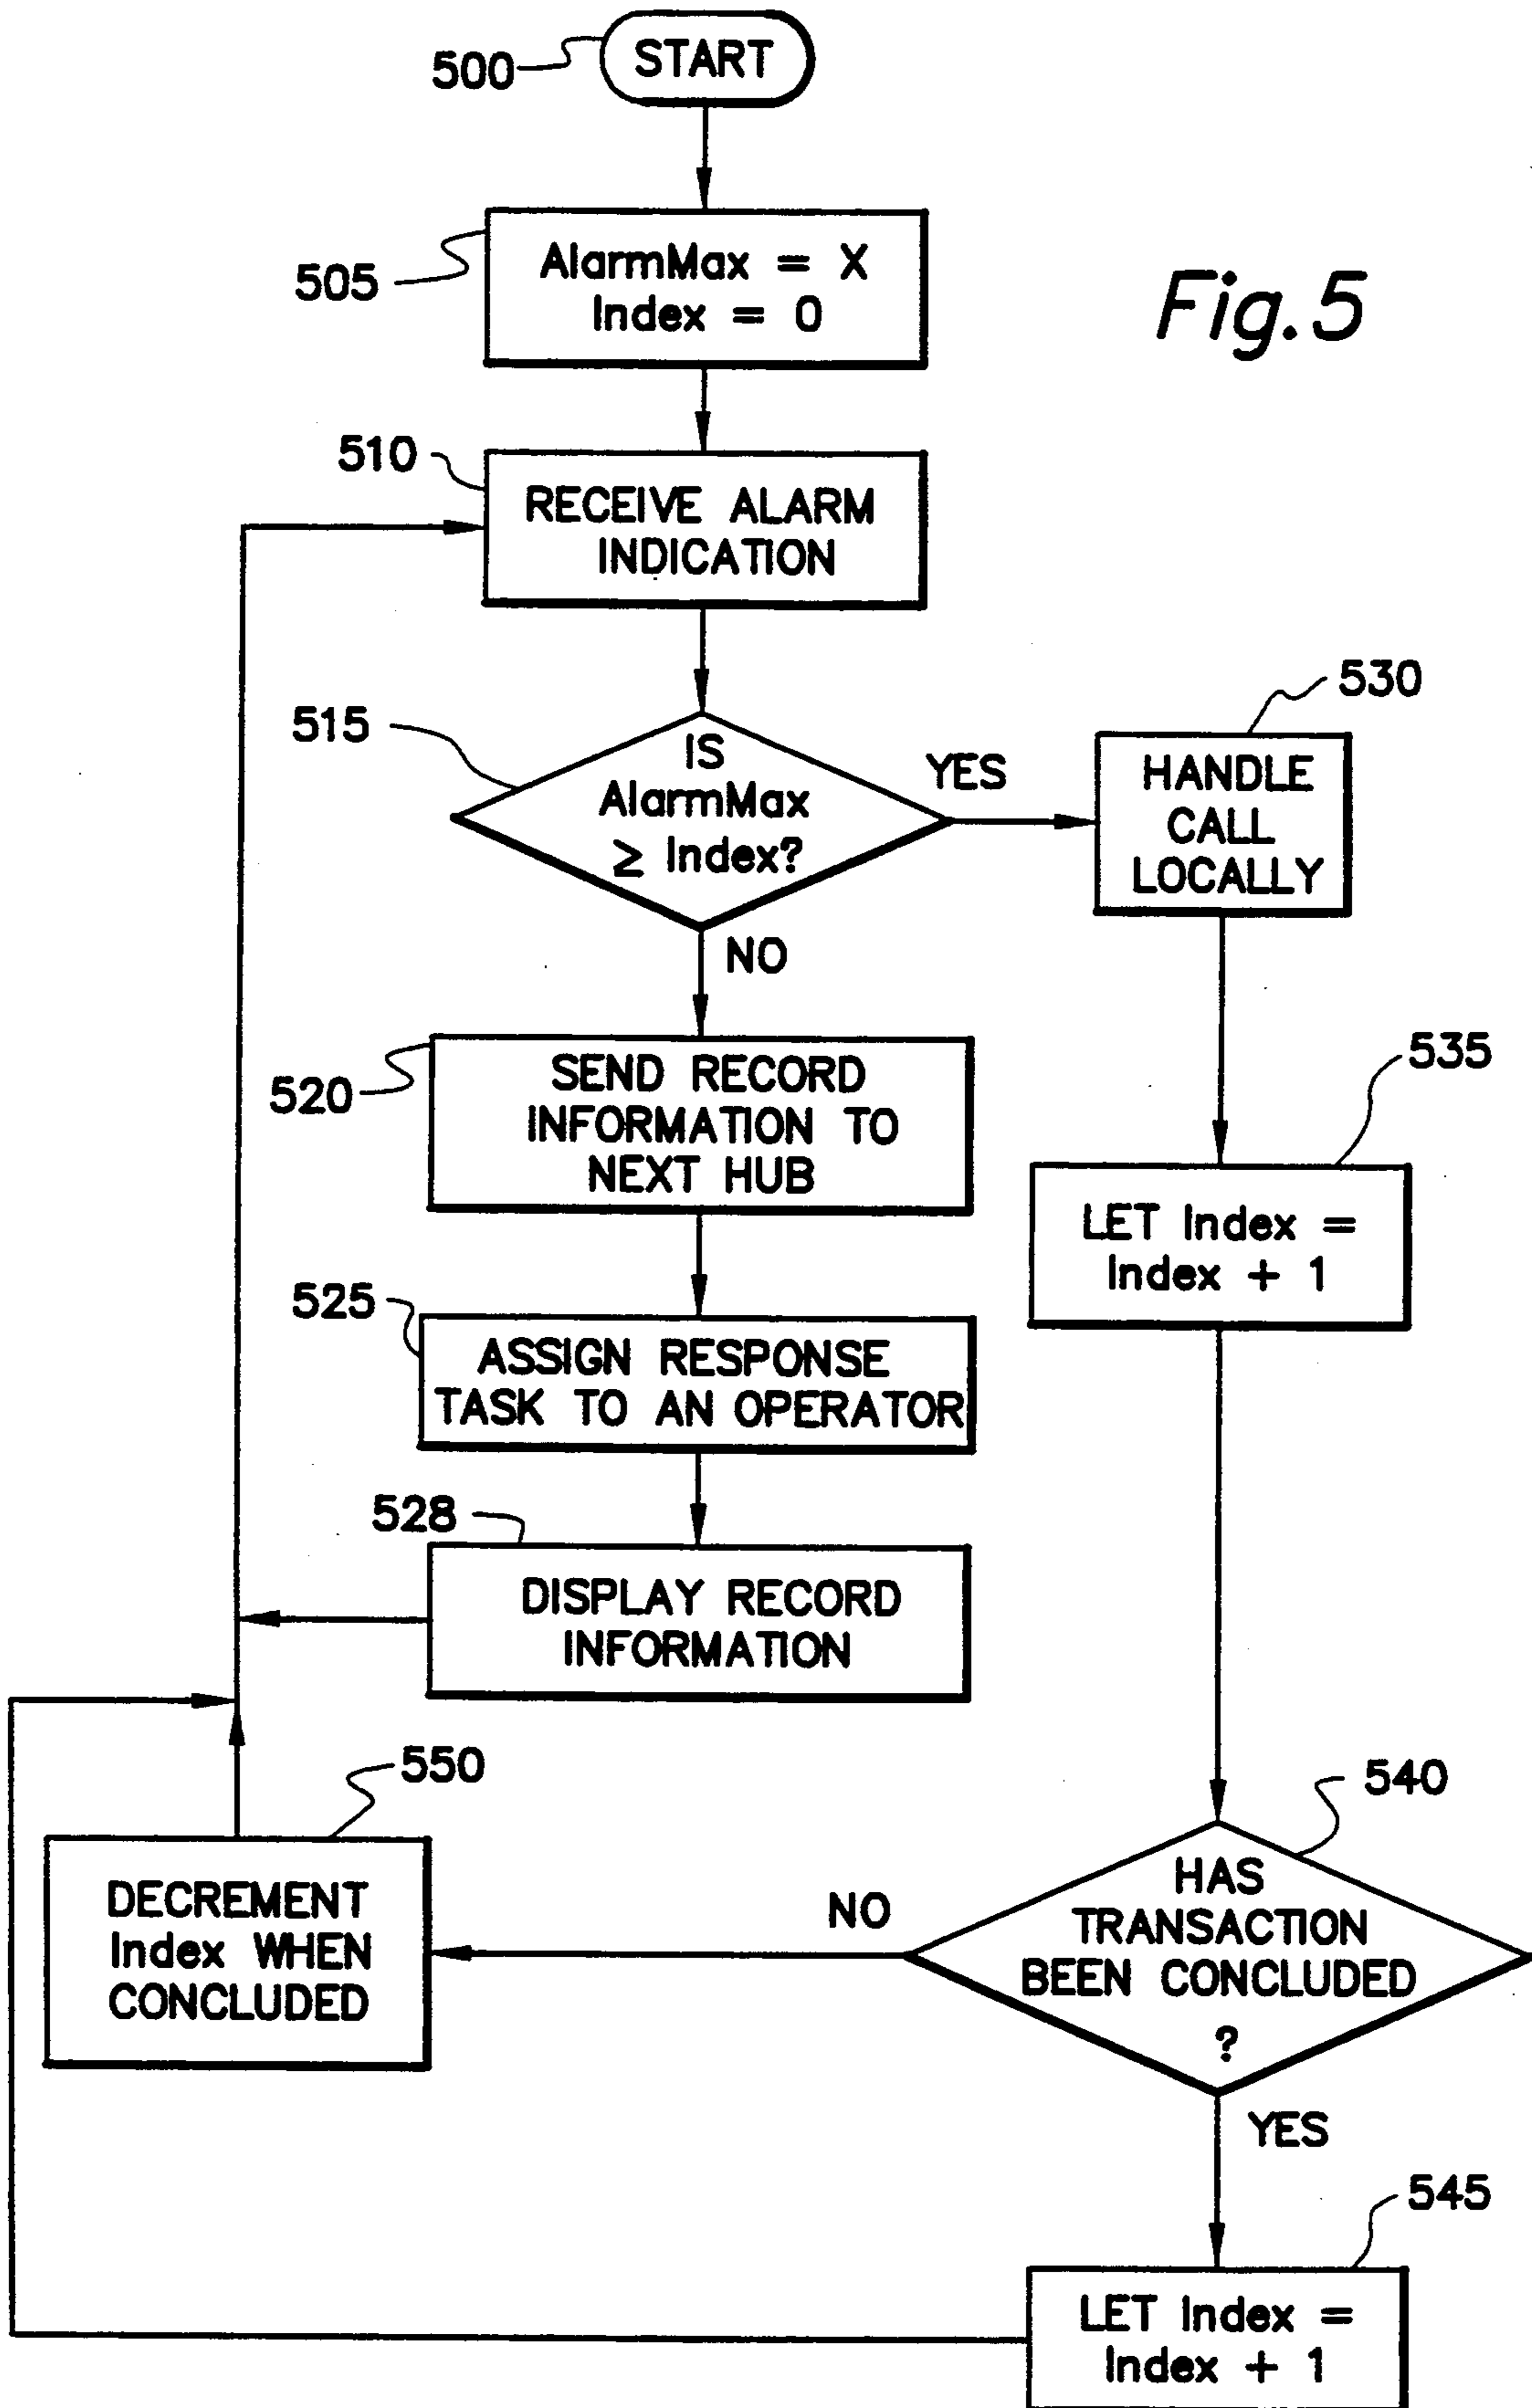 500
START
505
AlarmMax = X
Index = 0
Fig.5
510
RECEIVE ALARM
INDICATION
515
IS
AlarmMax
≥ Index?
YES
NO
530
HANDLE
CALL
LOCALLY
520
SEND RECORD
INFORMATION TO
NEXT HUB
535
LET Index =
Index + 1
525
ASSIGN RESPONSE
TASK TO AN OPERATOR
528
DISPLAY RECORD
INFORMATION
550
DECREMENT
Index WHEN
CONCLUDED
540
HAS
TRANSACTION
BEEN CONCLUDED
?
NO
YES
545
LET Index =
Index + 1